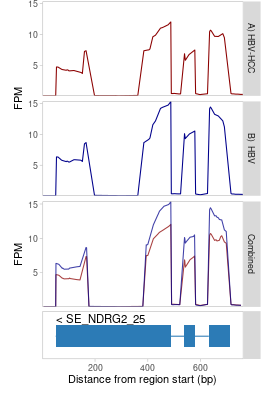 15
10
5
FPM
A) HBV-HCC
15
10
5
B) HBV
15
10
5
FPM
Combined
< SE_NDRG2_25
200 400 600
Distance from region start (bp)